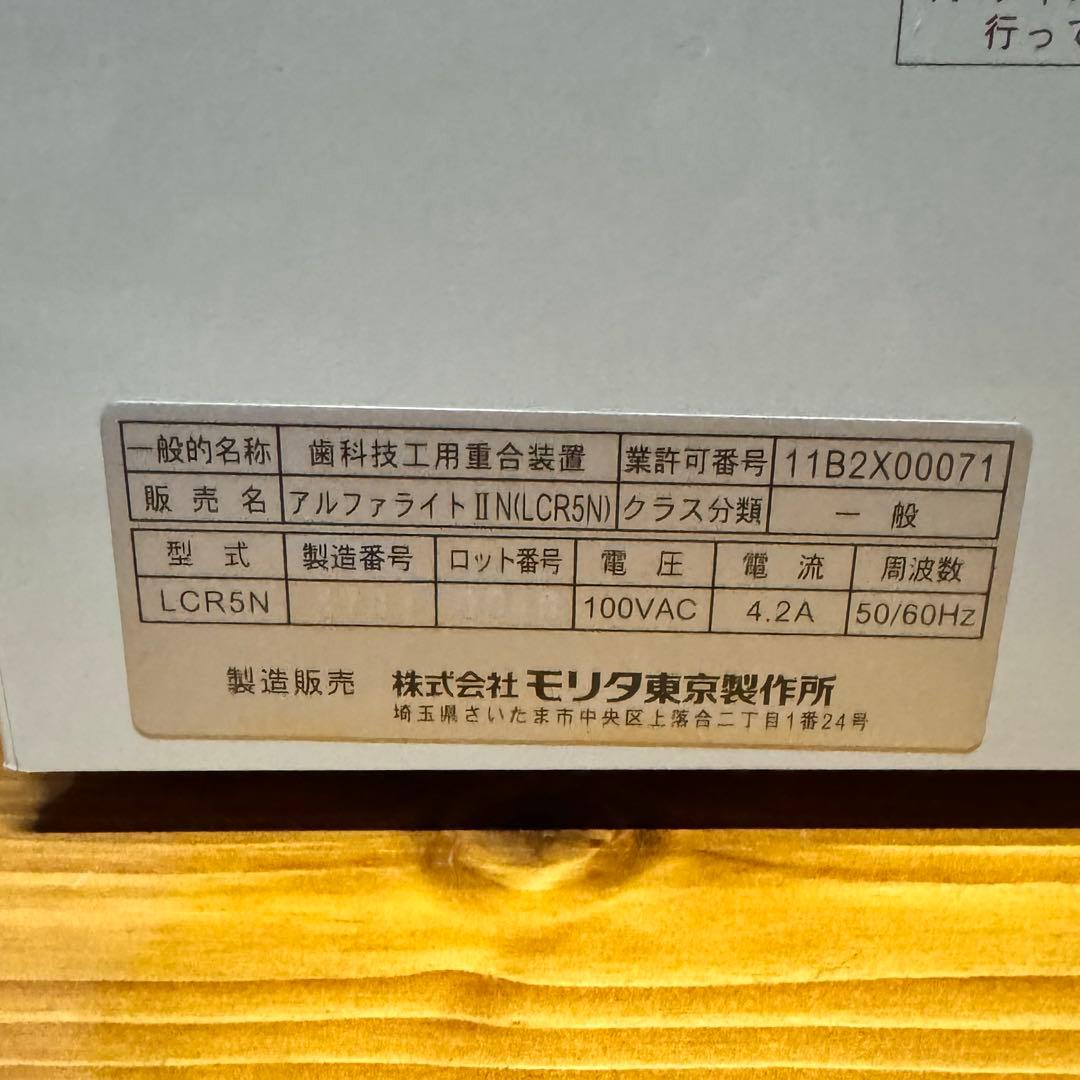 行って
一般的名称 歯科技工用重合装置 業許可番号 11B2X00071
販売名 アルファライトⅡN(LCR5N) クラス分類 一般
型式 製造番号 ロット番号 電圧 電流 周波数
LCR5N 100VAC 4.2A 50/60Hz
製造販売 株式会社モリタ東京製作所
埼玉県さいたま市中央区上落合二丁目1番24号